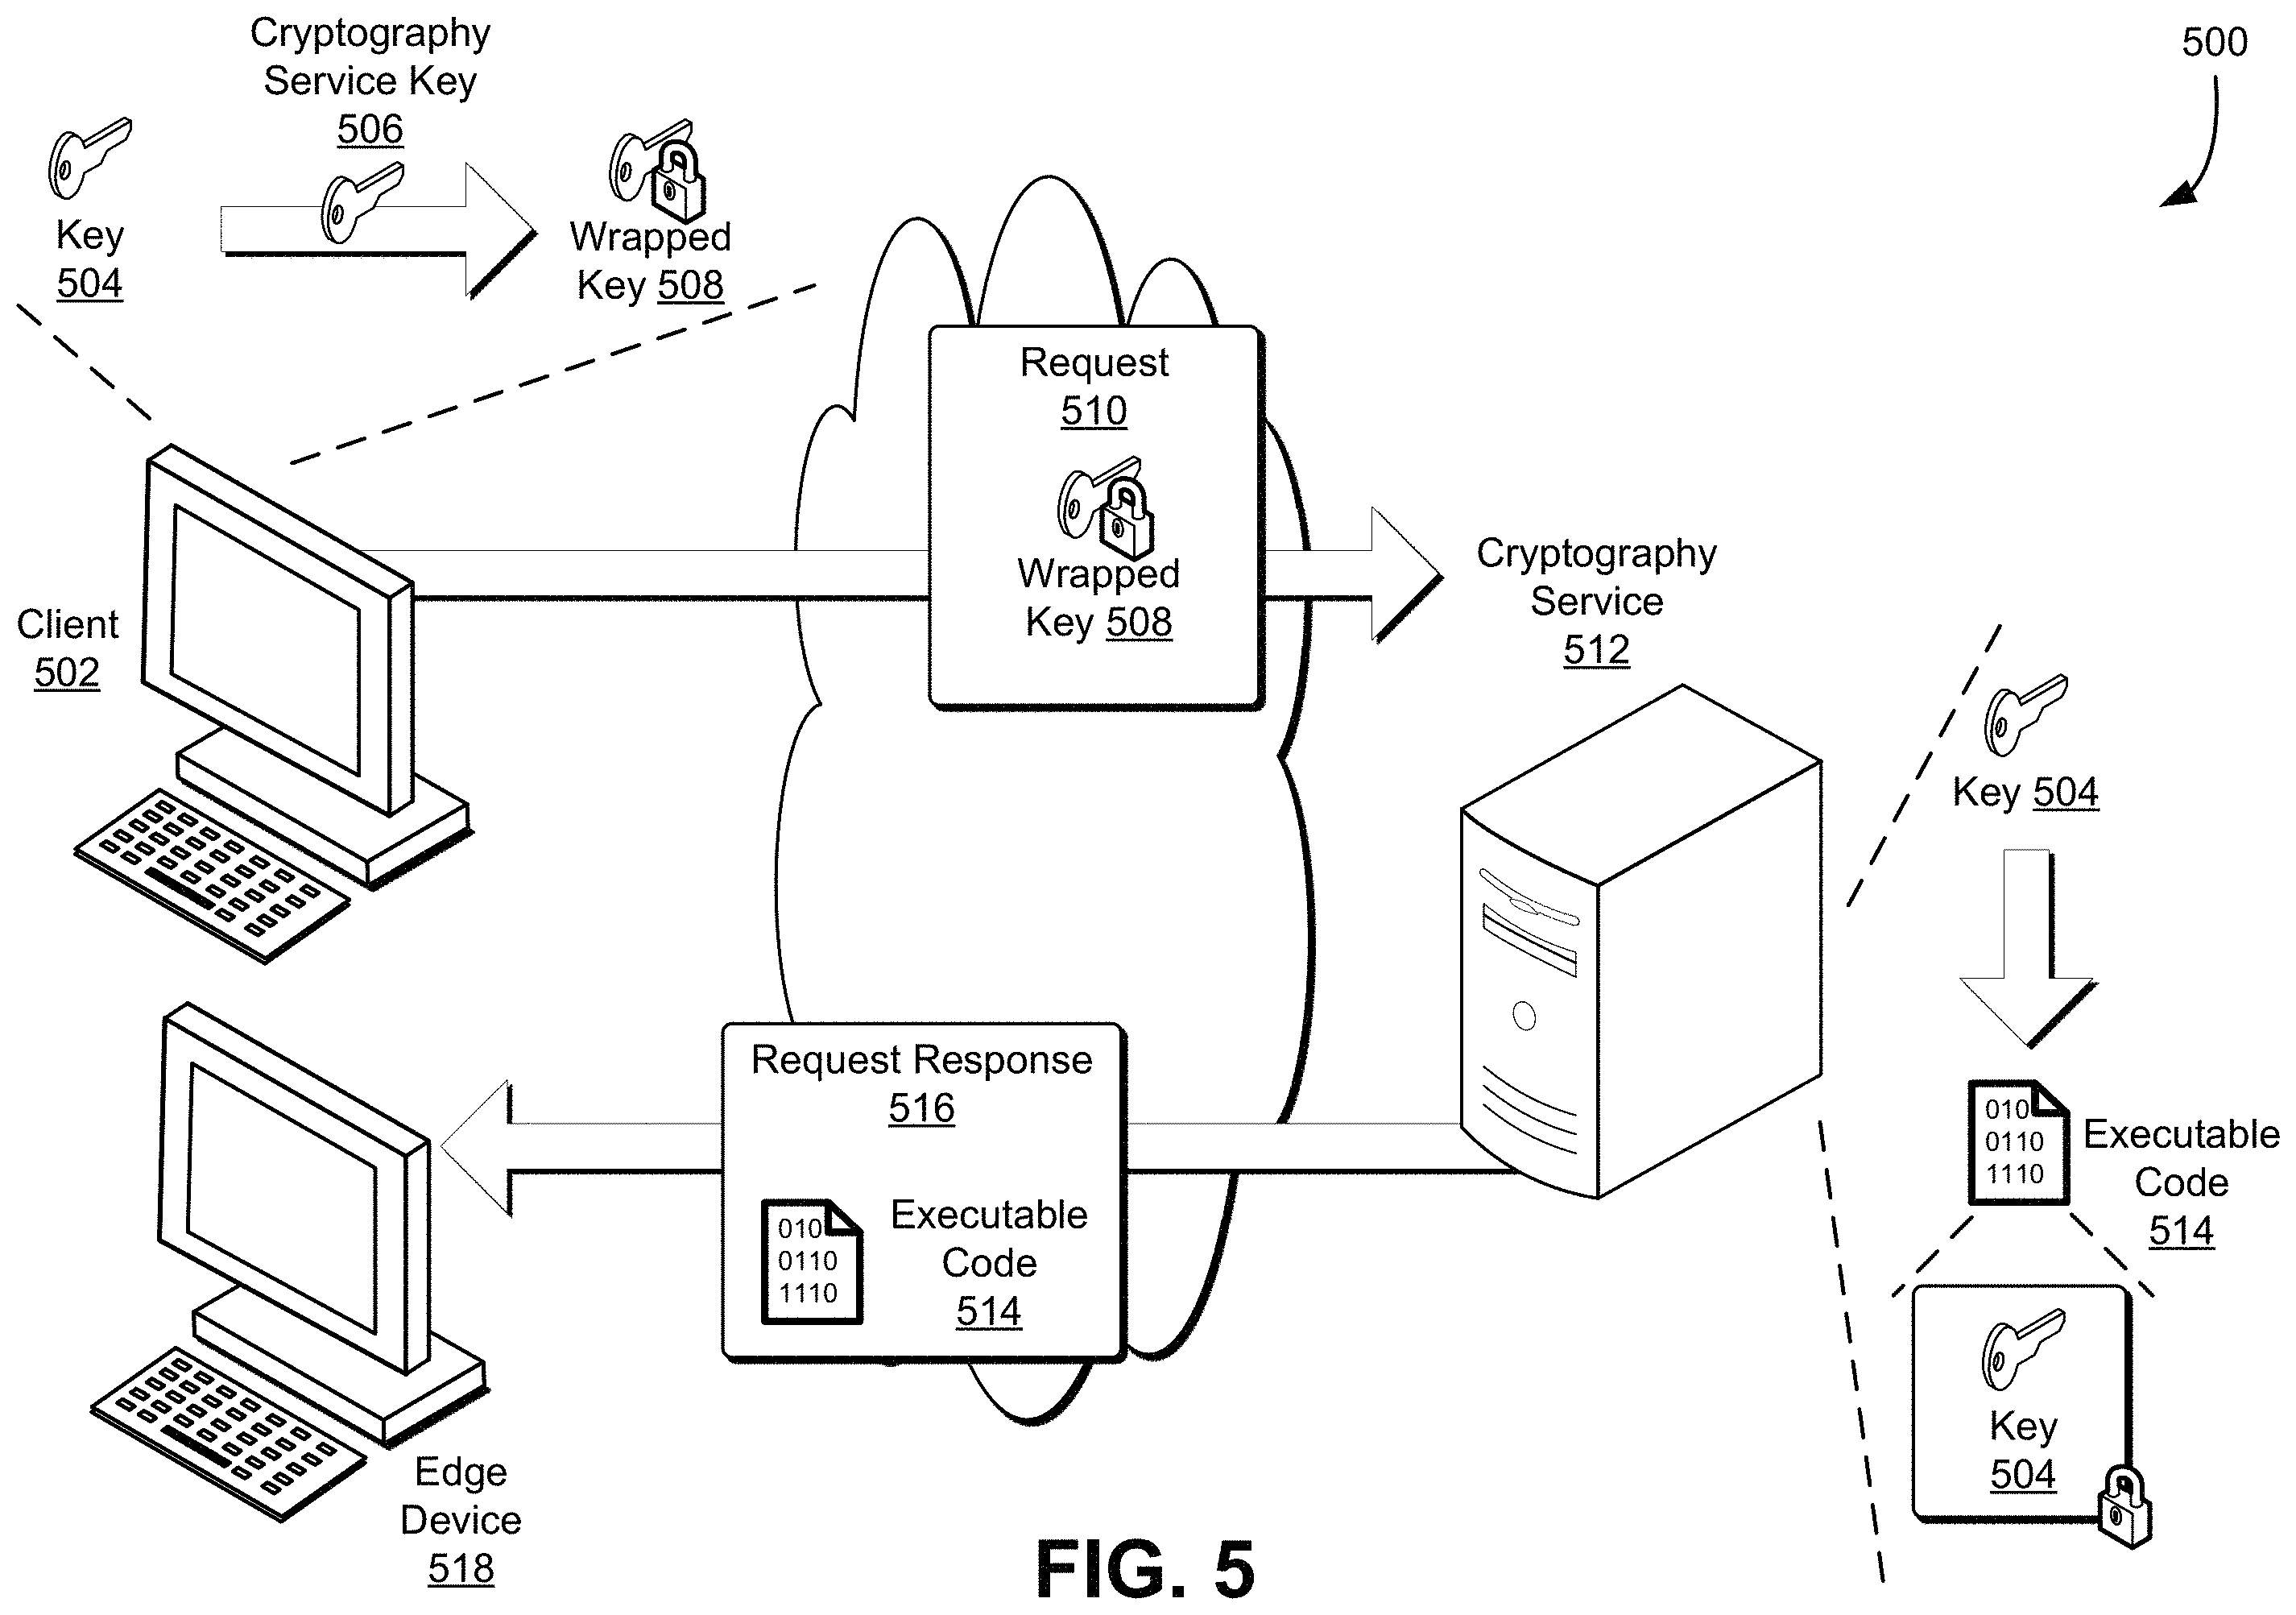 500
Cryptography
Service Key
506
Key
504
Wrapped
Key 508
Request
510
Wrapped
Key 508
Client
502
Cryptography
Service
512
Key 504
Request Response
516
010
0110
1110
Executable
Code
514
010
0110
1110
Executable
Code
514
Key
504
Edge
Device
518
FIG. 5